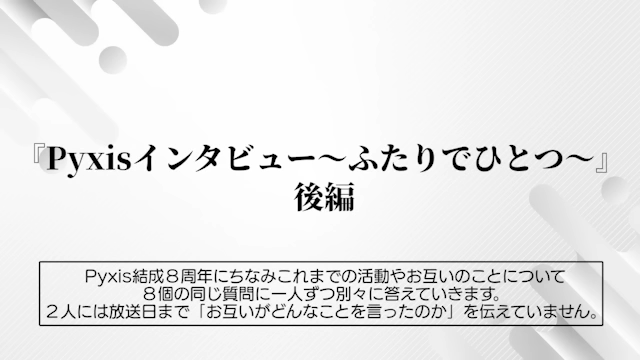 『Pyxisインタビュー～ふたりでひとつ～』
後編
Pyxis結成８周年にちなみこれまでの活動やお互いのことについて
８個の同じ質問に一人ずつ別々に答えていきます。
２人には放送日まで「お互いがどんなことを言ったのか」を伝えていません。